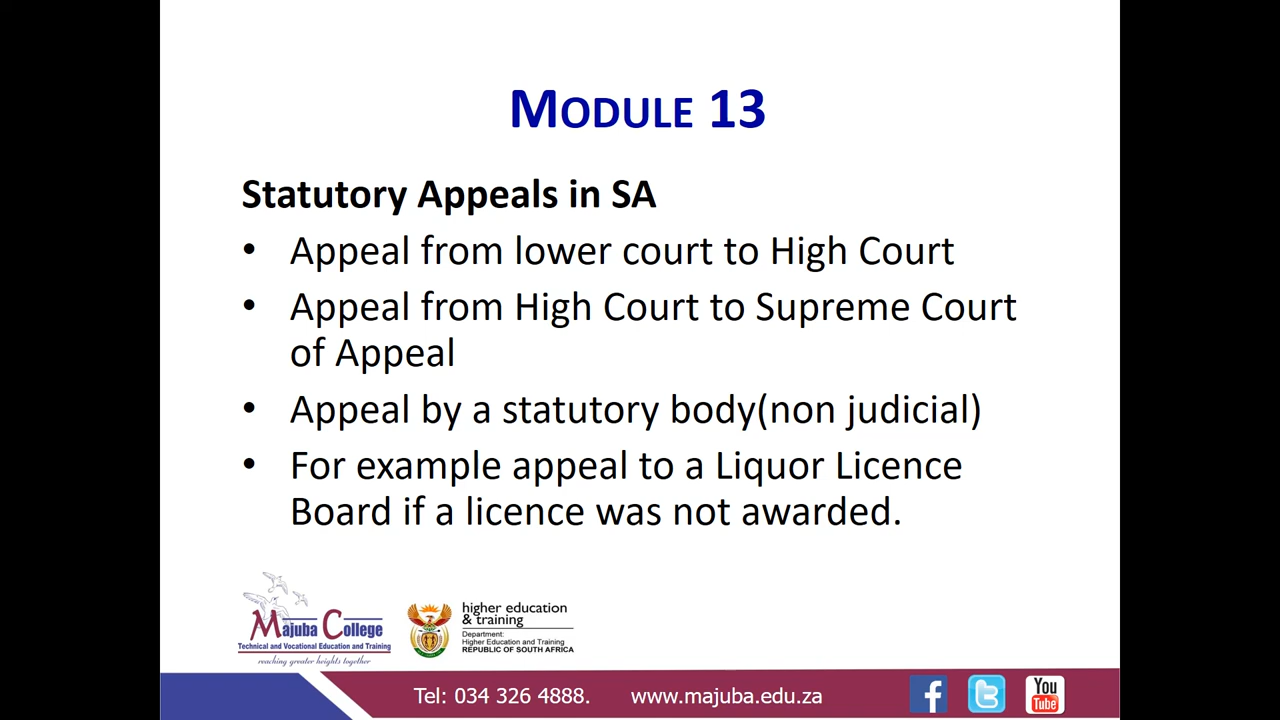 MODULE 13
Statutory Appeals in SA
• Appeal from lower court to High Court
• Appeal from High Court to Supreme Court
of Appeal
• Appeal by a statutory body(non judicial)
• For example appeal to a Liquor Licence
Board if a licence was not awarded.
Majuba College
Technical and Vocational Education and Training
reaching greater heights together
higher education
& training
Department:
Higher Education and Training
REPUBLIC OF SOUTH AFRICA
Tel: 034 326 4888. www.majuba.edu.za
You
Tube